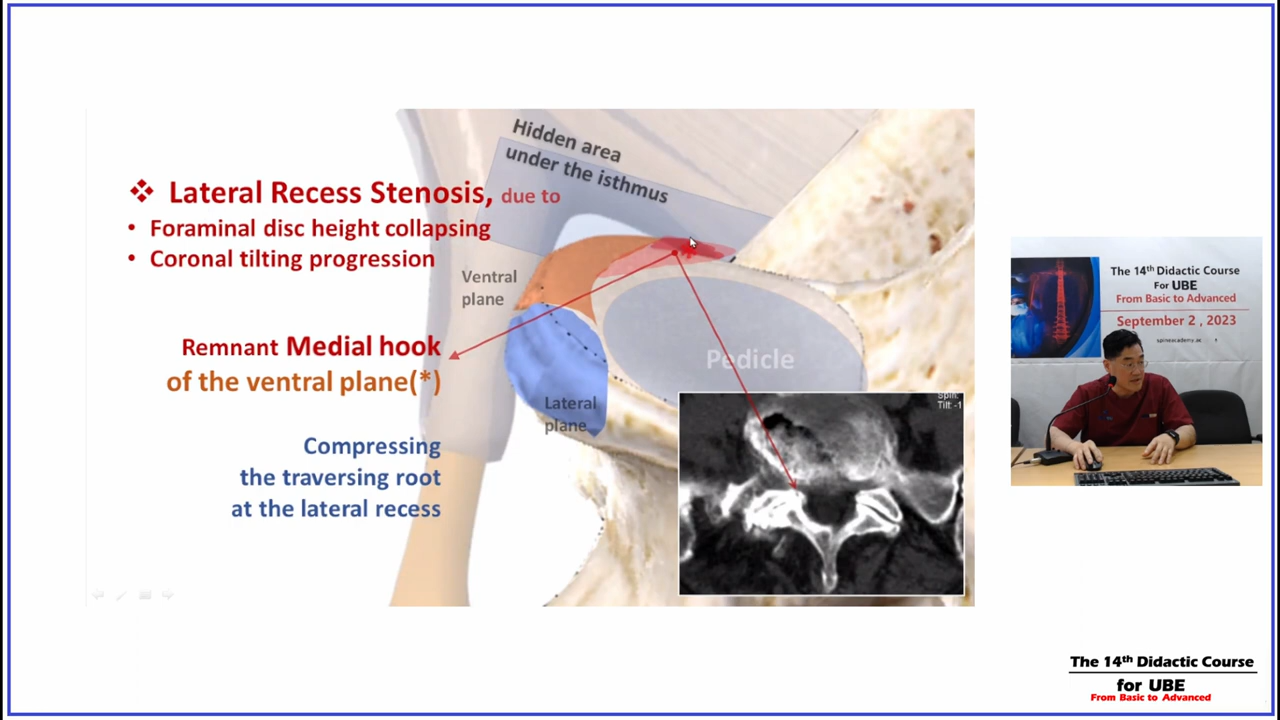 Hidden area
under the isthmus
❖ Lateral Recess Stenosis, due to
• Foraminal disc height collapsing
• Coronal tilting progression
Ventral
plane
Remnant Medial hook
of the ventral plane(*)
Pedicle
Lateral
plane
Compressing
the traversing root
at the lateral recess
*
Spin:
Tilt: -1
The 14th Didactic Course
For UBE
From Basic to Advanced
September 2 , 2023
spineacademy.ac
The 14th Didactic Course
for UBE
From Basic to Advanced